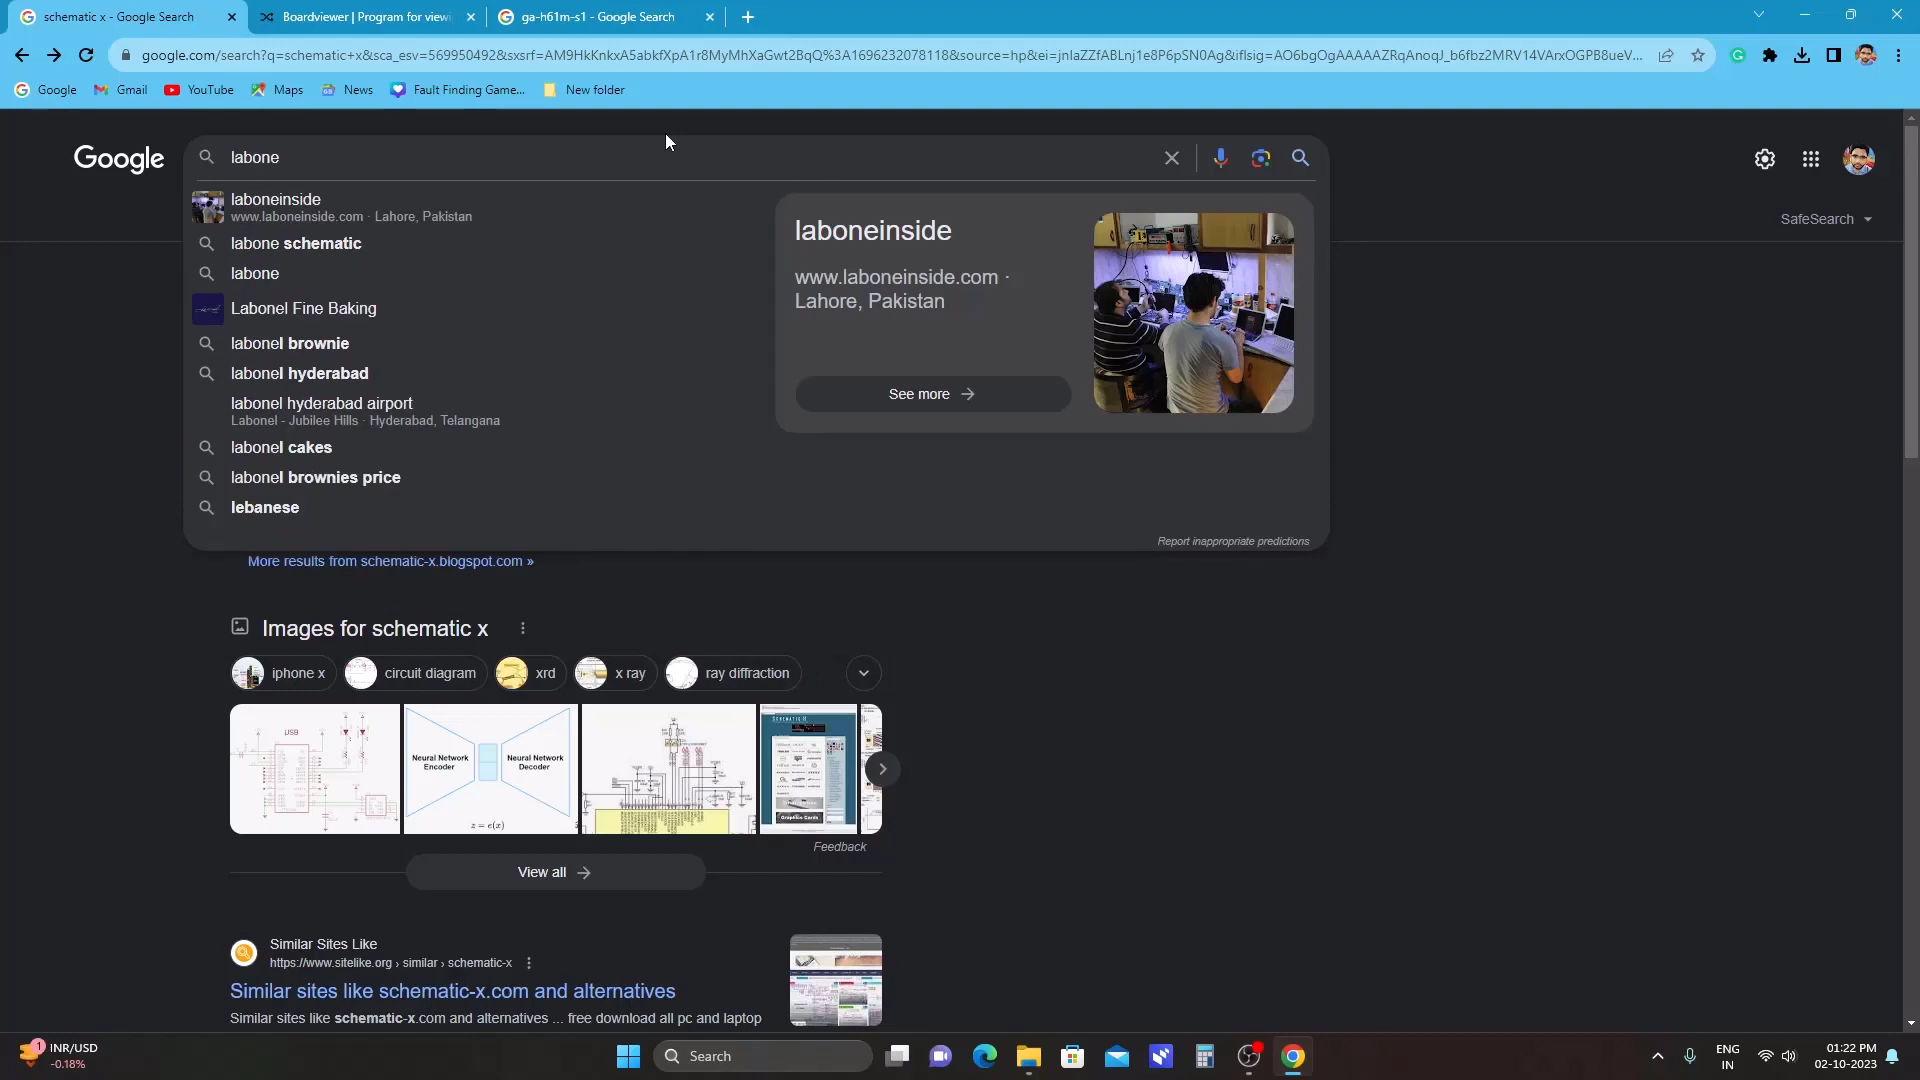 schematic x - Google Search
Boardviewer | Program for viewi
ga-h61m-s1 - Google Search
google.com/search?q=schematic+x&sca_esv=569950492&sxsrf=AM9HkKnkxA5abkfXpA1r8MyMhXaGwt2BqQ%3A1696232078118&source=hp&ei=jnlaZZfABLnj1e8P6pSN0Ag&iflsig=AO6bgOgAAAAAZRqAnoqJ_b6fbz2MRV14VArxOGPB8ueV...
Google
Gmail
YouTube
Maps
News
Fault Finding Game...
New folder
Google
labone
laboneinside
www.laboneinside.com · Lahore, Pakistan
labone schematic
labone
Labonel Fine Baking
labonel brownie
labonel hyderabad
labonel hyderabad airport
Labonel - Jubilee Hills · Hyderabad, Telangana
labonel cakes
labonel brownies price
lebanese
laboneinside
www.laboneinside.com ·
Lahore, Pakistan
See more
Report inappropriate predictions
SafeSearch
More results from schematic-x.blogspot.com »
Images for schematic x
iphone x
circuit diagram
xrd
x ray
ray diffraction
USB
Neural Network
Encoder
Neural Network
Decoder
z = e(x)
Schematic X
Graphics Cards
Feedback
View all
Similar Sites Like
https://www.sitelike.org › similar › schematic-x
Similar sites like schematic-x.com and alternatives
Similar sites like schematic-x.com and alternatives ... free download all pc and laptop
1
INR/USD
-0.18%
Search
ENG
IN
01:22 PM
02-10-2023